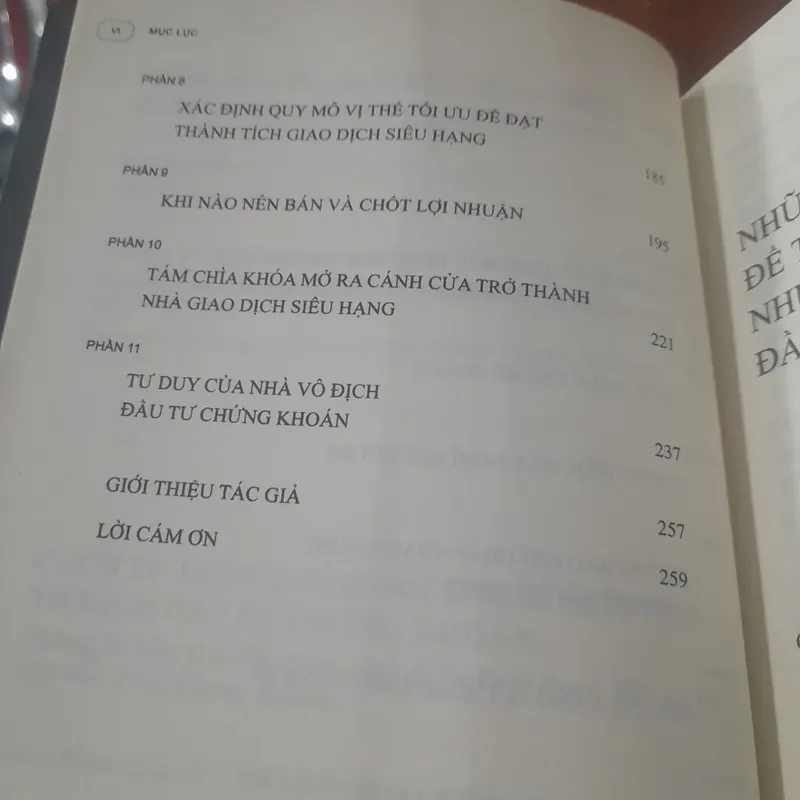 VI MỤC LỤC
PHẦN 8
XÁC ĐỊNH QUY MÔ VỊ THẾ TỐI ƯU ĐỂ ĐẠT
THÀNH TÍCH GIAO DỊCH SIÊU HẠNG
185
PHẦN 9
KHI NÀO NÊN BÁN VÀ CHỐT LỢI NHUẬN
195
PHẦN 10
TÁM CHÌA KHÓA MỞ RA CÁNH CỬA TRỞ THÀNH
NHÀ GIAO DỊCH SIÊU HẠNG
221
PHẦN 11
TƯ DUY CỦA NHÀ VÔ ĐỊCH
ĐẦU TƯ CHỨNG KHOÁN
237
GIỚI THIỆU TÁC GIẢ
257
LỜI CÁM ƠN
259